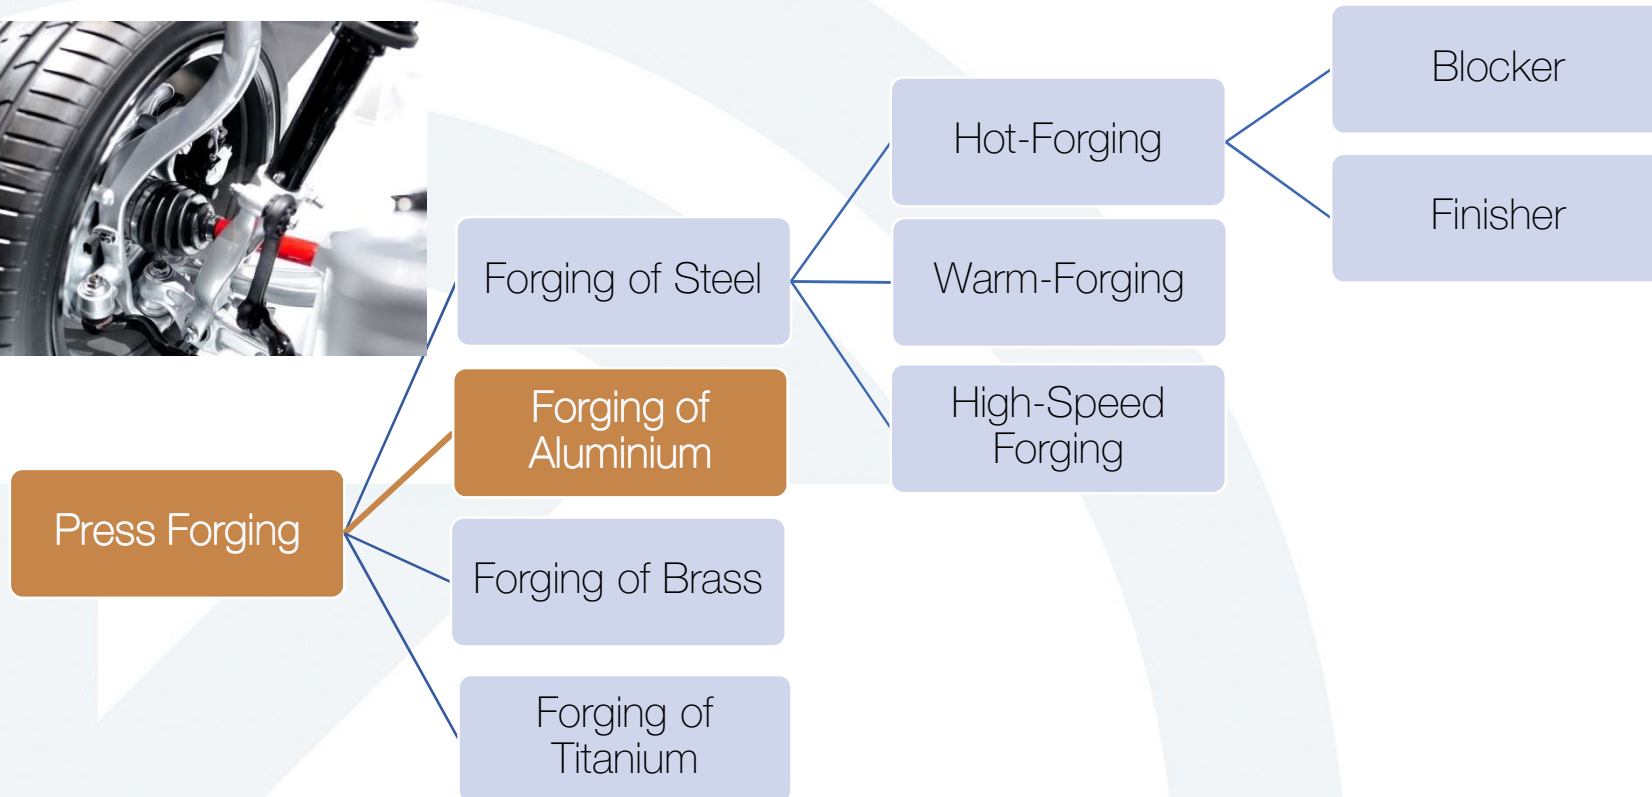 Press Forging
Forging of Steel
Forging of
Aluminium
Forging of Brass
Forging of
Titanium
Hot-Forging
Warm-Forging
High-Speed
Forging
Blocker
Finisher